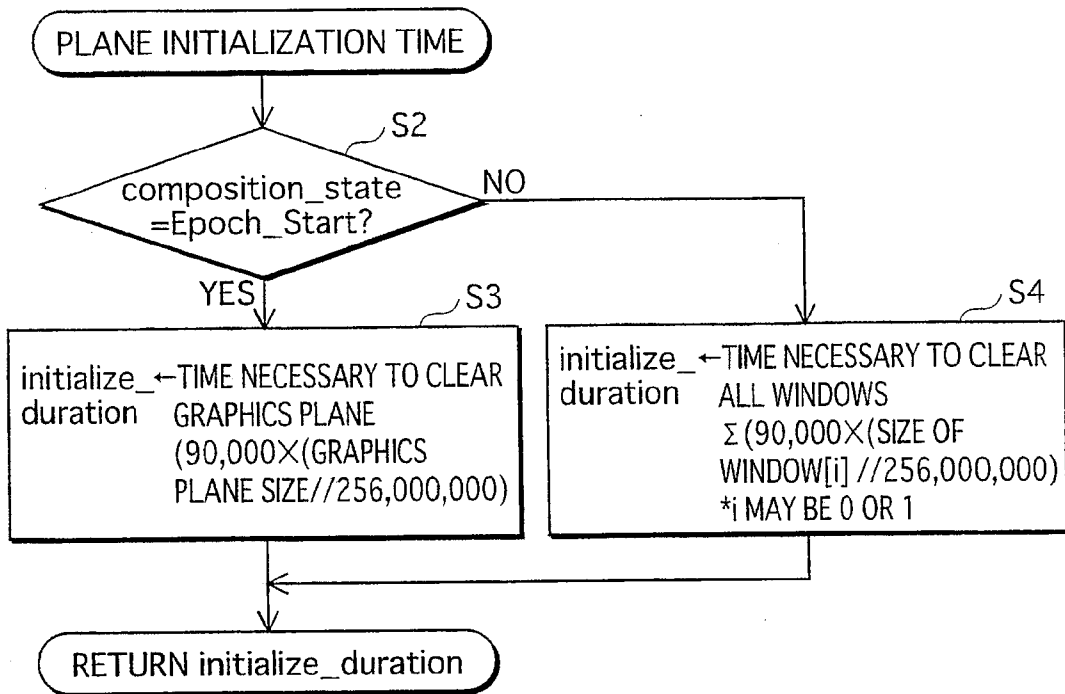 PLANE INITIALIZATION TIME
S2
composition_state
=Epoch_Start?
NO
YES
S3
initialize_←TIME NECESSARY TO CLEAR
duration GRAPHICS PLANE
(90,000×(GRAPHICS
PLANE SIZE//256,000,000)
S4
initialize_←TIME NECESSARY TO CLEAR
duration ALL WINDOWS
Σ(90,000×(SIZE OF
WINDOW[i] //256,000,000)
*i MAY BE 0 OR 1
RETURN initialize_duration